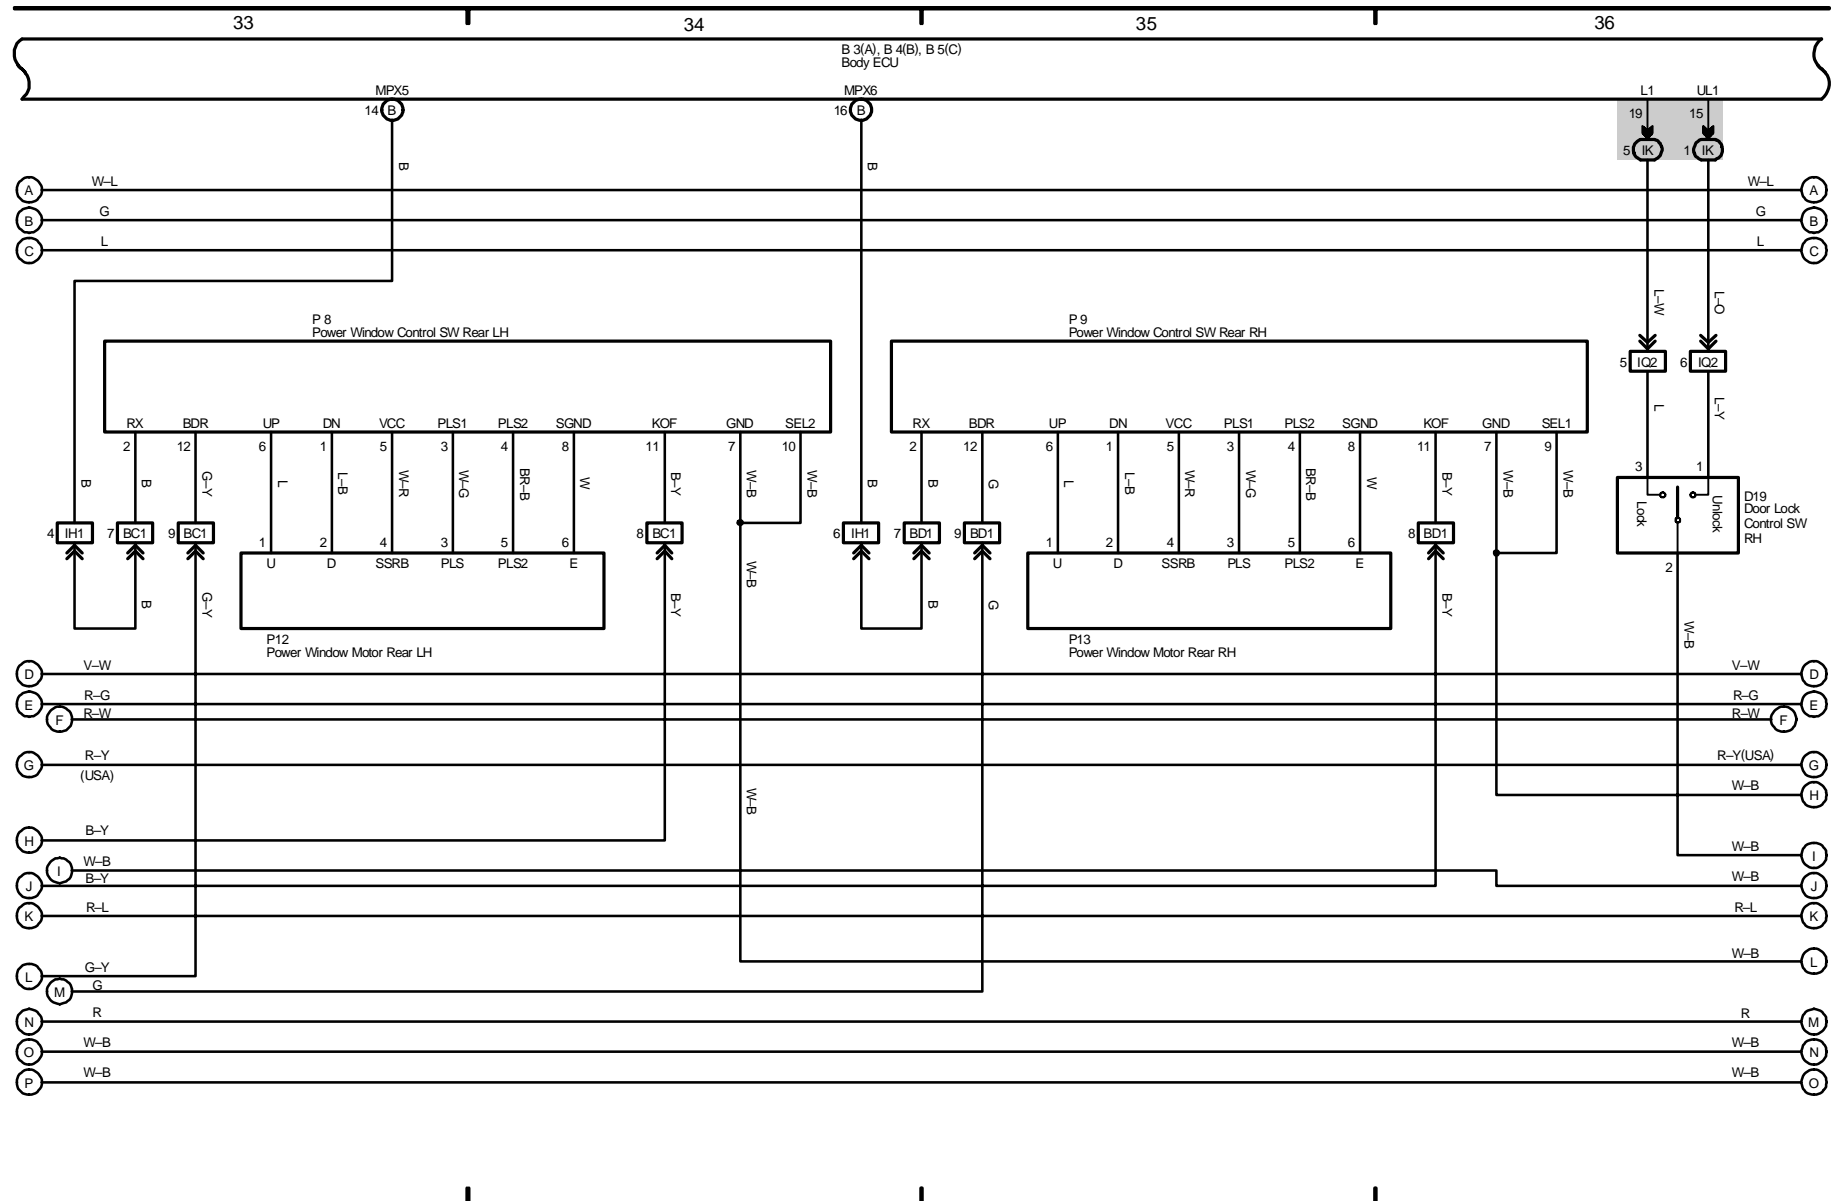 33 34 35 36
B 3(A), B 4(B), B 5(C)
Body ECU
MPX5 MPX6 L1 UL1
14 B 16 B 19 15
5 IK 1 IK
B B
A W–L W–L A
B G G B
C L L C
L–W L–O
P 8
Power Window Control SW Rear LH
P 9
Power Window Control SW Rear RH
5 IQ2 6 IQ2
L L–Y
RX BDR UP DN VCC PLS1 PLS2 SGND KOF GND SEL2
2 12 6 1 5 3 4 8 11 7 10
RX BDR UP DN VCC PLS1 PLS2 SGND KOF GND SEL1
2 12 6 1 5 3 4 8 11 7 9
3 1
B B G–Y L L–B W–R W–G BR–B W B–Y W–B W–B
B B G L L–B W–R W–G BR–B W B–Y W–B W–B
Lock Unlock
D19
Door Lock
Control SW
RH
4 IH1 7 BC1 9 BC1 8 BC1
6 IH1 7 BD1 9 BD1 8 BD1
1 2 4 3 5 6
U D SSRB PLS PLS2 E
1 2 4 3 5 6
U D SSRB PLS PLS2 E
2
B G–Y B–Y W–B
B G B–Y
W–B
P12
Power Window Motor Rear LH
P13
Power Window Motor Rear RH
D V–W V–W D
E R–G R–G E
F R–W R–W F
G R–Y R–Y(USA) G
(USA)
W–B W–B H
H B–Y
I W–B W–B I
J B–Y W–B J
K R–L R–L K
W–B L
L G–Y
M G
N R R M
O W–B W–B N
P W–B W–B O